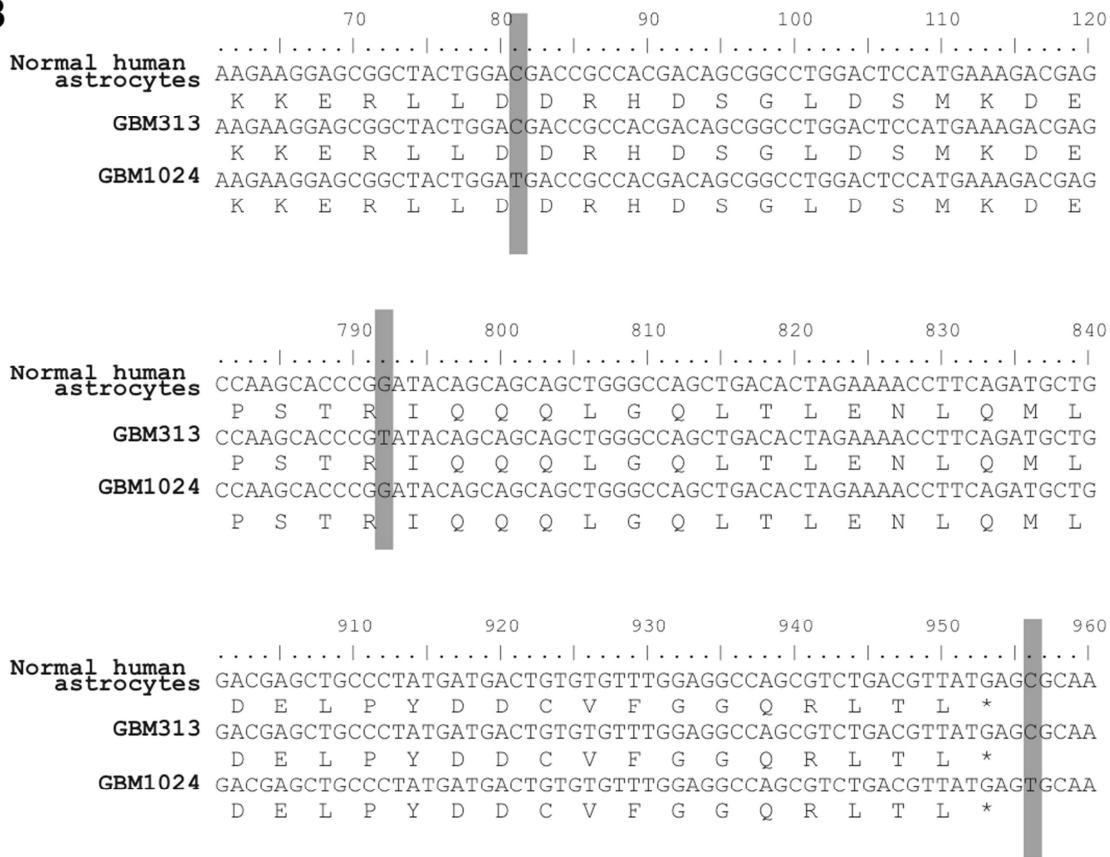 70 80 90 100 110 120
....|....|....|....|....|....|....|....|....|....|....|....|
Normal human
astrocytes AAGAAGGAGCGGCTACTGGACGACCGCCACGACAGCGGCCTGGACTCCATGAAAGACGAG
K K E R L L D D R H D S G L D S M K D E
GBM313 AAGAAGGAGCGGCTACTGGACGACCGCCACGACAGCGGCCTGGACTCCATGAAAGACGAG
K K E R L L D D R H D S G L D S M K D E
GBM1024 AAGAAGGAGCGGCTACTGGATGACCGCCACGACAGCGGCCTGGACTCCATGAAAGACGAG
K K E R L L D D R H D S G L D S M K D E
790 800 810 820 830 840
....|....|....|....|....|....|....|....|....|....|....|....|
Normal human
astrocytes CCAAGCACCCGGATACAGCAGCAGCTGGGCCAGCTGACACTAGAAAACCTTCAGATGCTG
P S T R I Q Q Q L G Q L T L E N L Q M L
GBM313 CCAAGCACCCGTATACAGCAGCAGCTGGGCCAGCTGACACTAGAAAACCTTCAGATGCTG
P S T R I Q Q Q L G Q L T L E N L Q M L
GBM1024 CCAAGCACCCGGATACAGCAGCAGCTGGGCCAGCTGACACTAGAAAACCTTCAGATGCTG
P S T R I Q Q Q L G Q L T L E N L Q M L
910 920 930 940 950 960
....|....|....|....|....|....|....|....|....|....|....|....|
Normal human
astrocytes GACGAGCTGCCCTATGATGACTGTGTGTTTGGAGGCCAGCGTCTGACGTTATGAGCGCAA
D E L P Y D D C V F G G Q R L T L *
GBM313 GACGAGCTGCCCTATGATGACTGTGTGTTTGGAGGCCAGCGTCTGACGTTATGAGCGCAA
D E L P Y D D C V F G G Q R L T L *
GBM1024 GACGAGCTGCCCTATGATGACTGTGTGTTTGGAGGCCAGCGTCTGACGTTATGAGTGCAA
D E L P Y D D C V F G G Q R L T L *